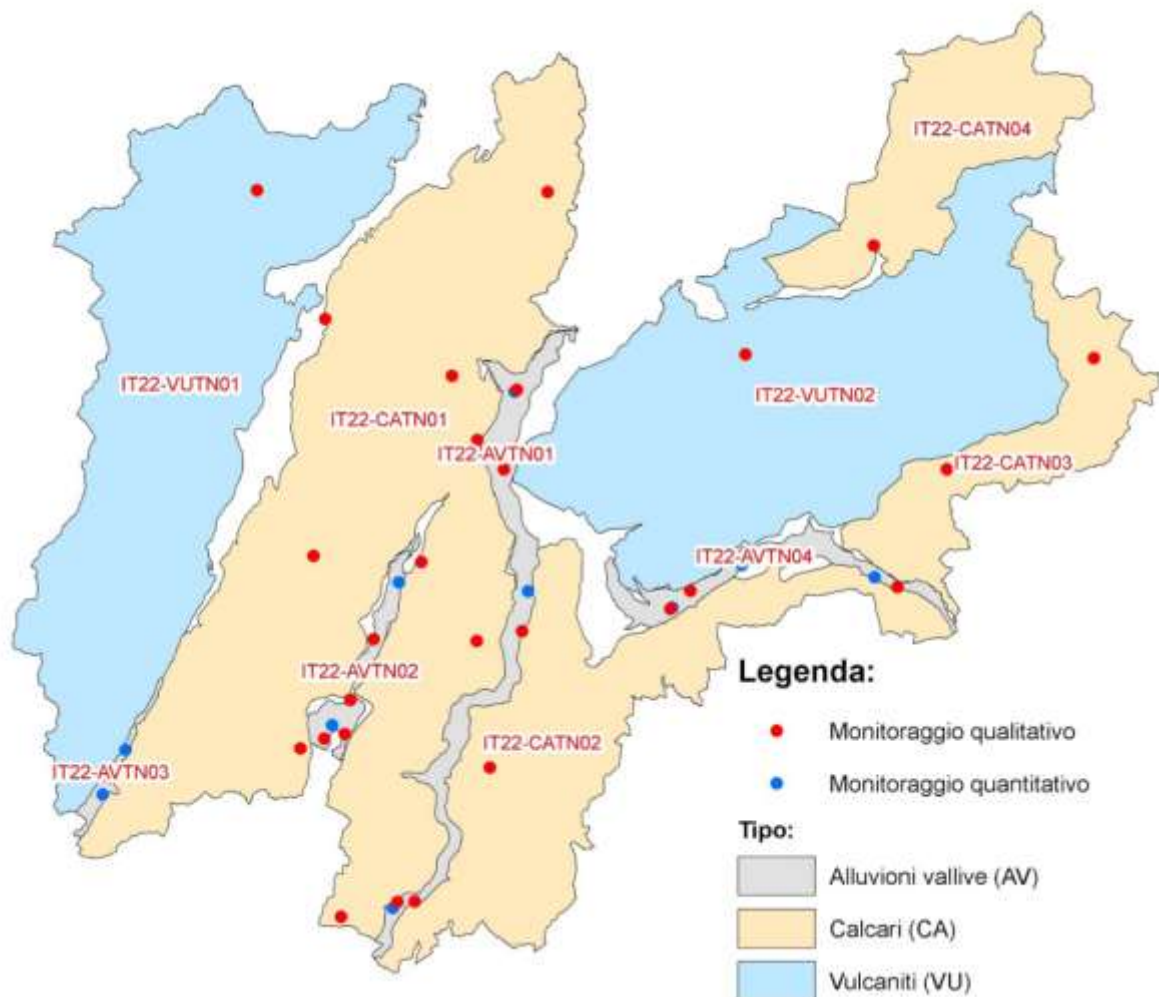 IT22-CATN04
IT22-VUTN01
IT22-VUTN02
IT22-CATN01
IT22-AVTN01
IT22-CATN03
IT22-AVTN04
IT22-AVTN02
IT22-CATN02
IT22-AVTN03
Legenda:
Monitoraggio qualitativo
Monitoraggio quantitativo
Tipo:
Alluvioni vallive (AV)
Calcari (CA)
Vulcaniti (VU)